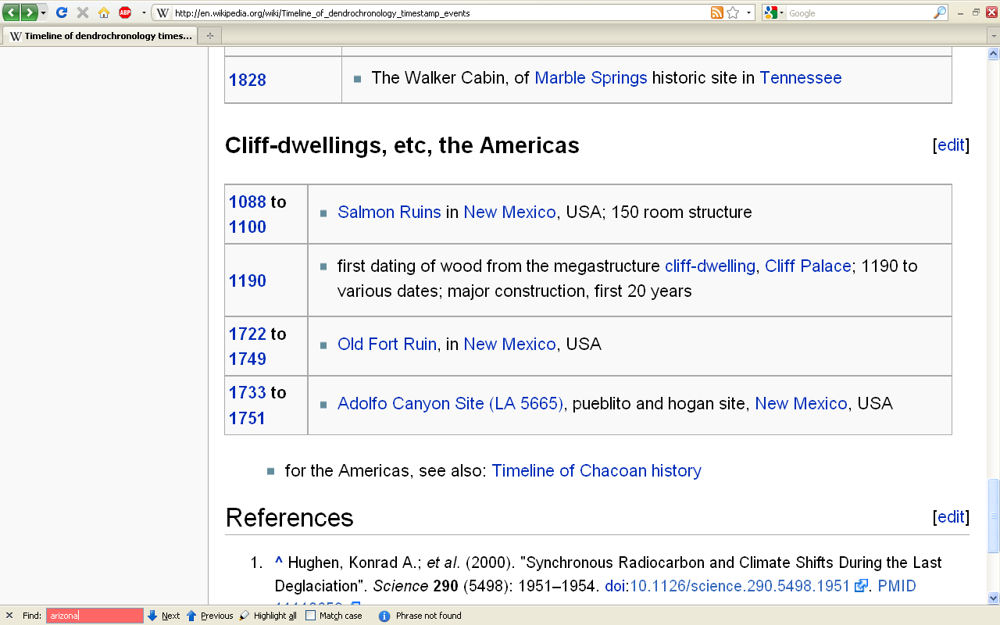 http://en.wikipedia.org/wiki/Timeline_of_dendrochronology_timestamp_events
Google
Timeline of dendrochronology times...
1828
The Walker Cabin, of Marble Springs historic site in Tennessee
Cliff-dwellings, etc, the Americas
[edit]
1088 to
1100
Salmon Ruins in New Mexico, USA; 150 room structure
1190
first dating of wood from the megastructure cliff-dwelling, Cliff Palace; 1190 to
various dates; major construction, first 20 years
1722 to
1749
Old Fort Ruin, in New Mexico, USA
1733 to
1751
Adolfo Canyon Site (LA 5665), pueblito and hogan site, New Mexico, USA
for the Americas, see also: Timeline of Chacoan history
References
[edit]
1. ^ Hughen, Konrad A.; et al. (2000). "Synchronous Radiocarbon and Climate Shifts During the Last
Deglaciation". Science 290 (5498): 1951–1954. doi:10.1126/science.290.5498.1951. PMID
Find: arizona Next Previous Highlight all Match case Phrase not found